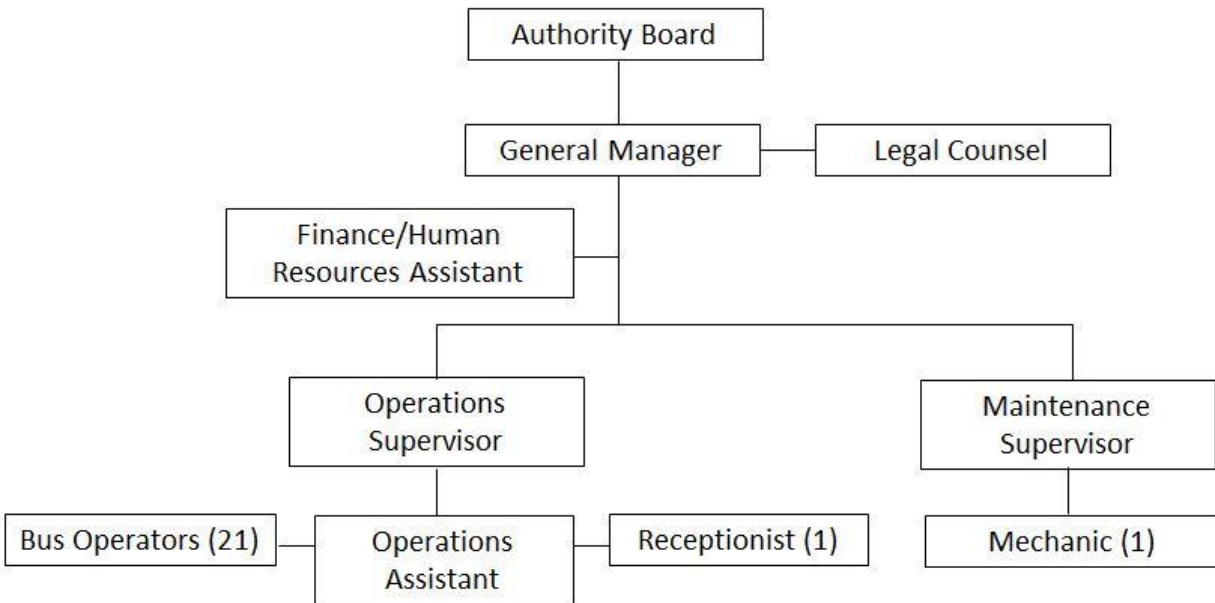 Authority Board
General Manager
Legal Counsel
Finance/Human
Resources Assistant
Operations
Supervisor
Maintenance
Supervisor
Bus Operators (21)
Operations
Assistant
Receptionist (1)
Mechanic (1)